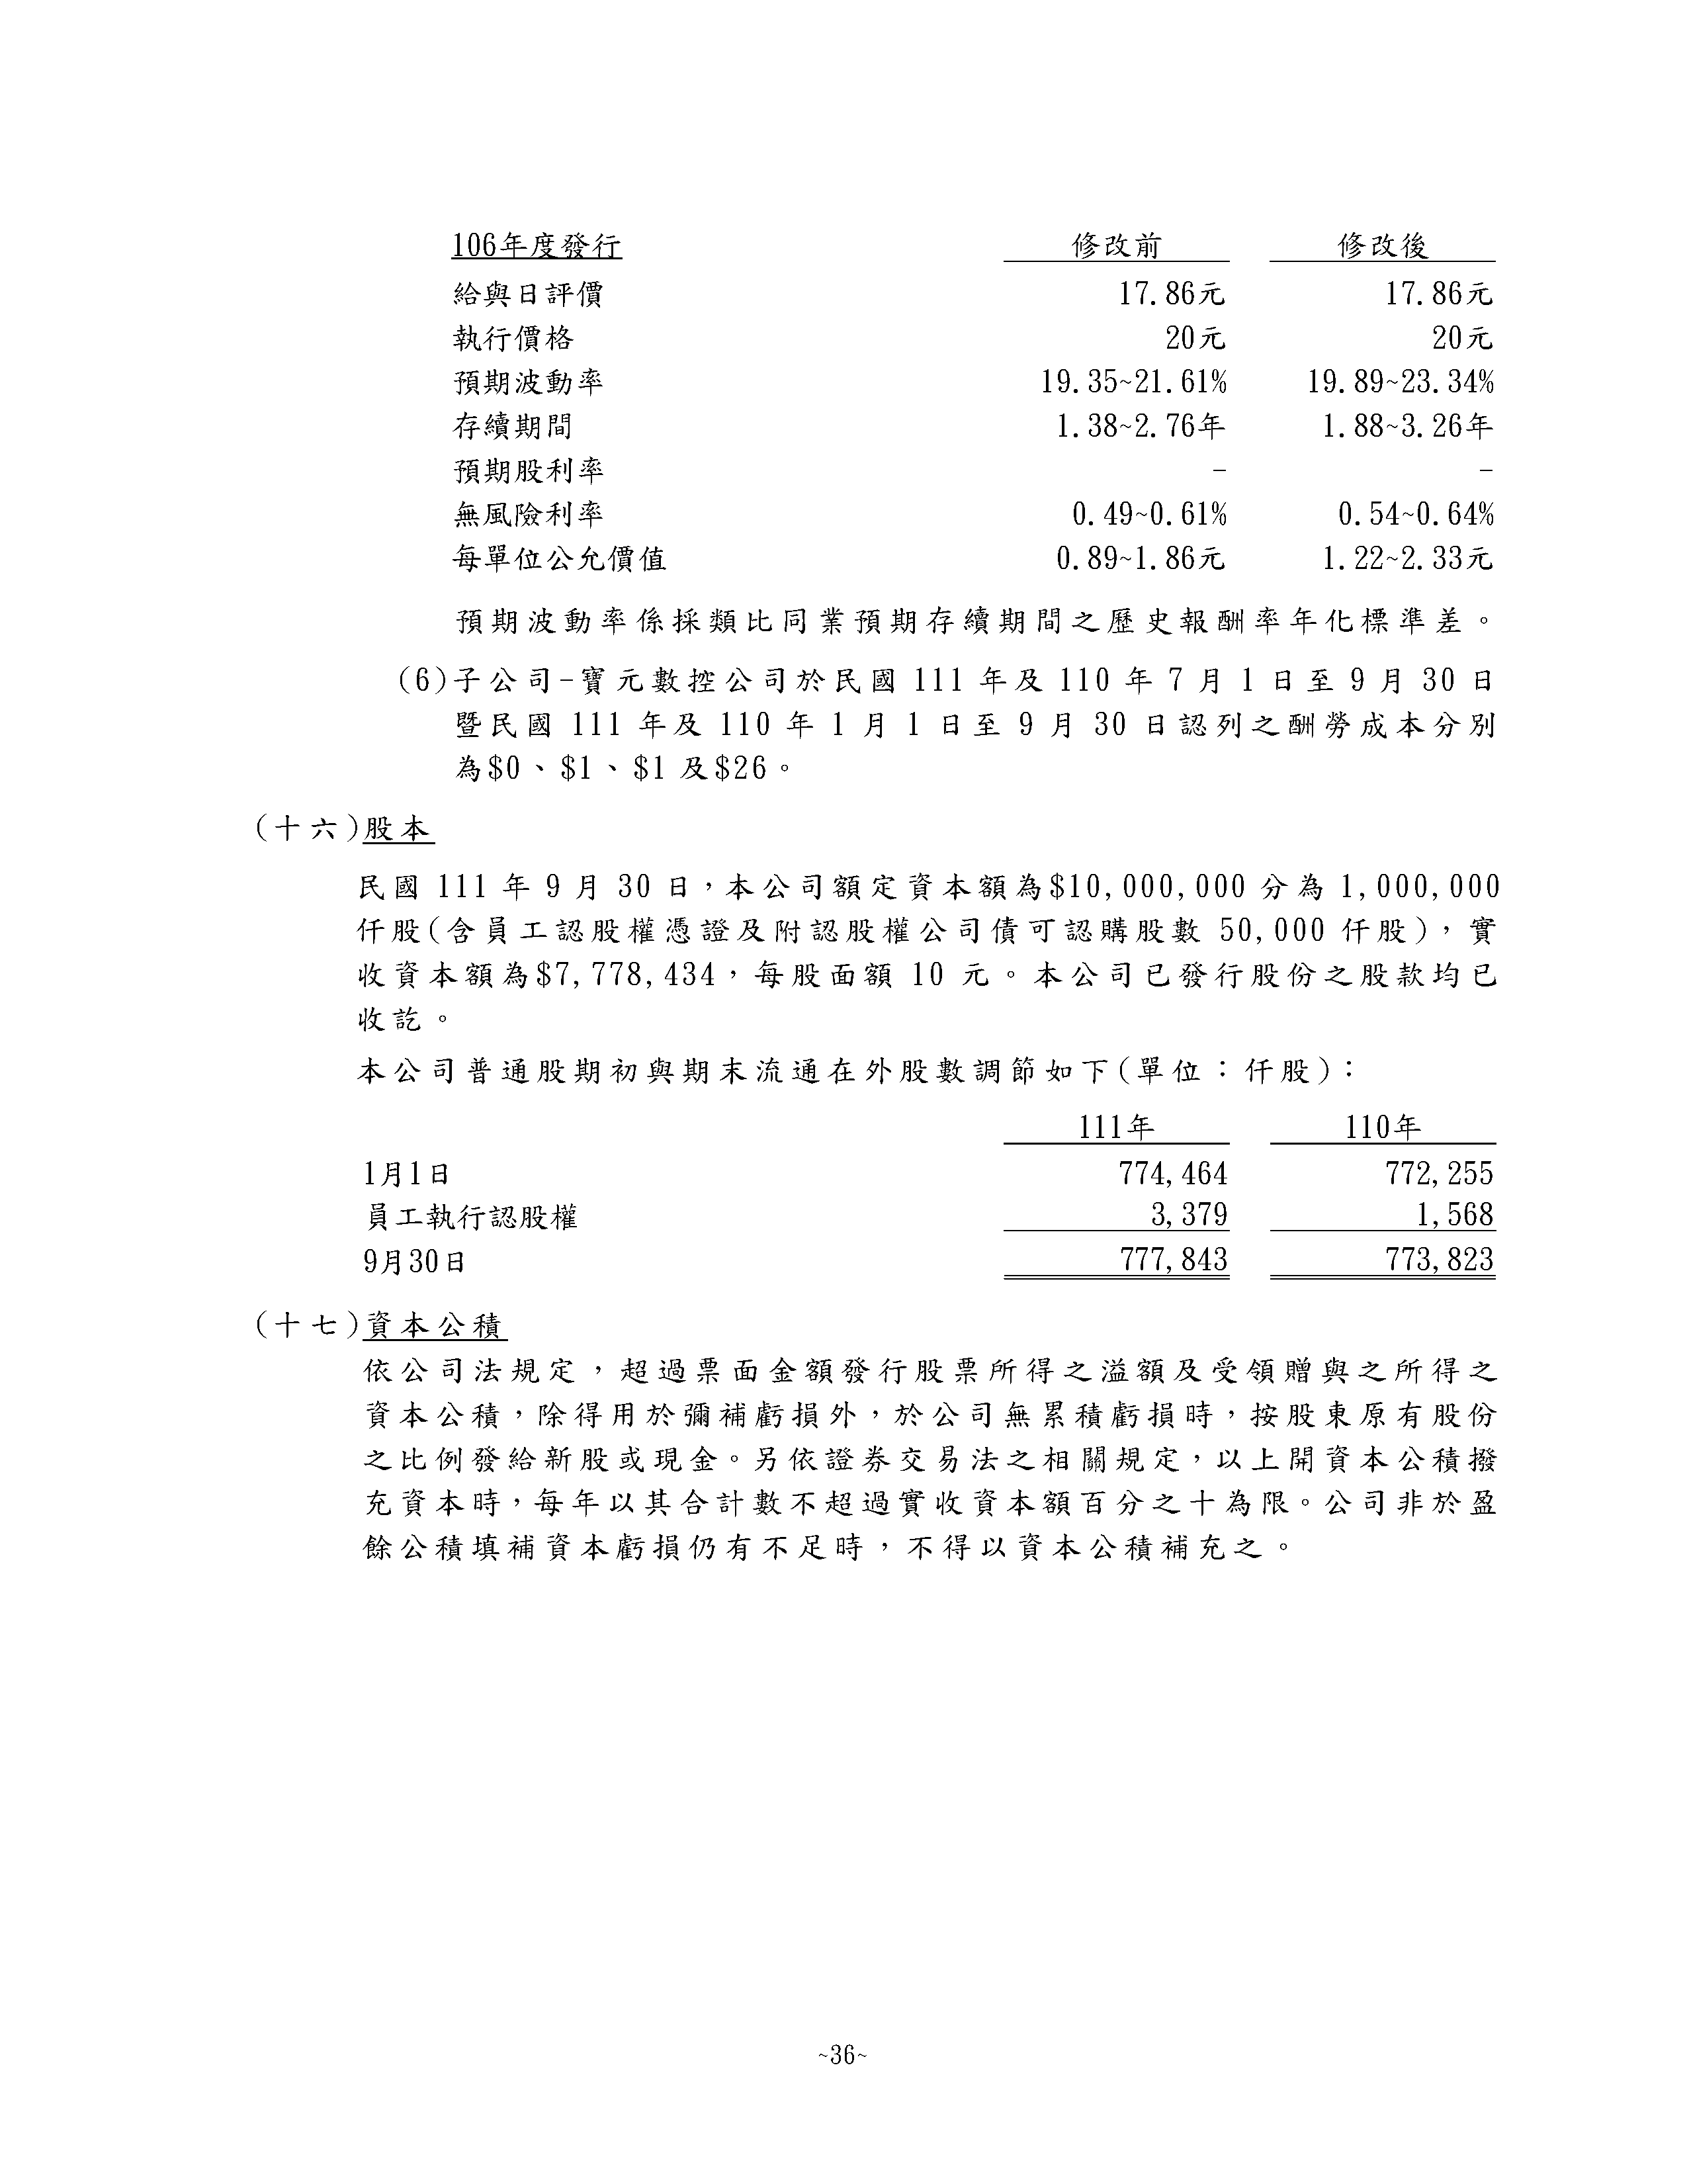 106年度發行 修改前 修改後
給與日評價 17.86元 17.86元
執行價格 20元 20元
預期波動率 19.35~21.61% 19.89~23.34%
存續期間 1.38~2.76年 1.88~3.26年
預期股利率 - -
無風險利率 0.49~0.61% 0.54~0.64%
每單位公允價值 0.89~1.86元 1.22~2.33元
預期波動率係採類比同業預期存續期間之歷史報酬率年化標準差。
(6)子公司-寶元數控公司於民國 111 年及 110 年 7 月 1 日至 9 月 30 日
暨民國 111 年及 110 年 1 月 1 日至 9 月 30 日認列之酬勞成本分別
為$0、$1、$1 及$26。
(十六)股本
民國 111 年 9 月 30 日，本公司額定資本額為$10,000,000 分為 1,000,000
仟股(含員工認股權憑證及附認股權公司債可認購股數 50,000 仟股)，實
收資本額為$7,778,434，每股面額 10 元。本公司已發行股份之股款均已
收訖。
本公司普通股期初與期末流通在外股數調節如下(單位：仟股)：
111年 110年
1月1日 774,464 772,255
員工執行認股權 3,379 1,568
9月30日 777,843 773,823
(十七)資本公積
依公司法規定，超過票面金額發行股票所得之溢額及受領贈與之所得之
資本公積，除得用於彌補虧損外，於公司無累積虧損時，按股東原有股份
之比例發給新股或現金。另依證券交易法之相關規定，以上開資本公積撥
充資本時，每年以其合計數不超過實收資本額百分之十為限。公司非於盈
餘公積填補資本虧損仍有不足時，不得以資本公積補充之。
~36~